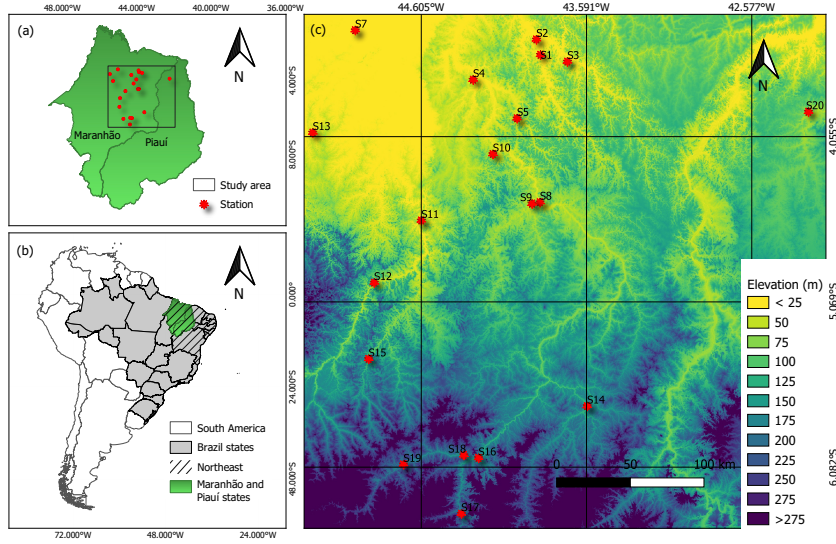 48.000°W 44.000°W 40.000°W 36.000°W
(a)
N
Maranhão
Piauí
Study area
Station
4.000°S
8.000°S
(b)
N
South America
Brazil states
Northeast
Maranhão and
Piauí states
0.000°
24.000°S
48.000°S
72.000°W 48.000°W 24.000°W
44.605°W 43.591°W 42.577°W
(c)
S7
S2
S1
S3
N
S4
S20
S5
S13
S10
S9 S8
S11
S12
S15
S14
S18 S16
S19
S17
0 50 100 km
4.055°S
5.069°S
6.082°S
Elevation (m)
< 25
50
75
100
125
150
175
200
225
250
275
>275